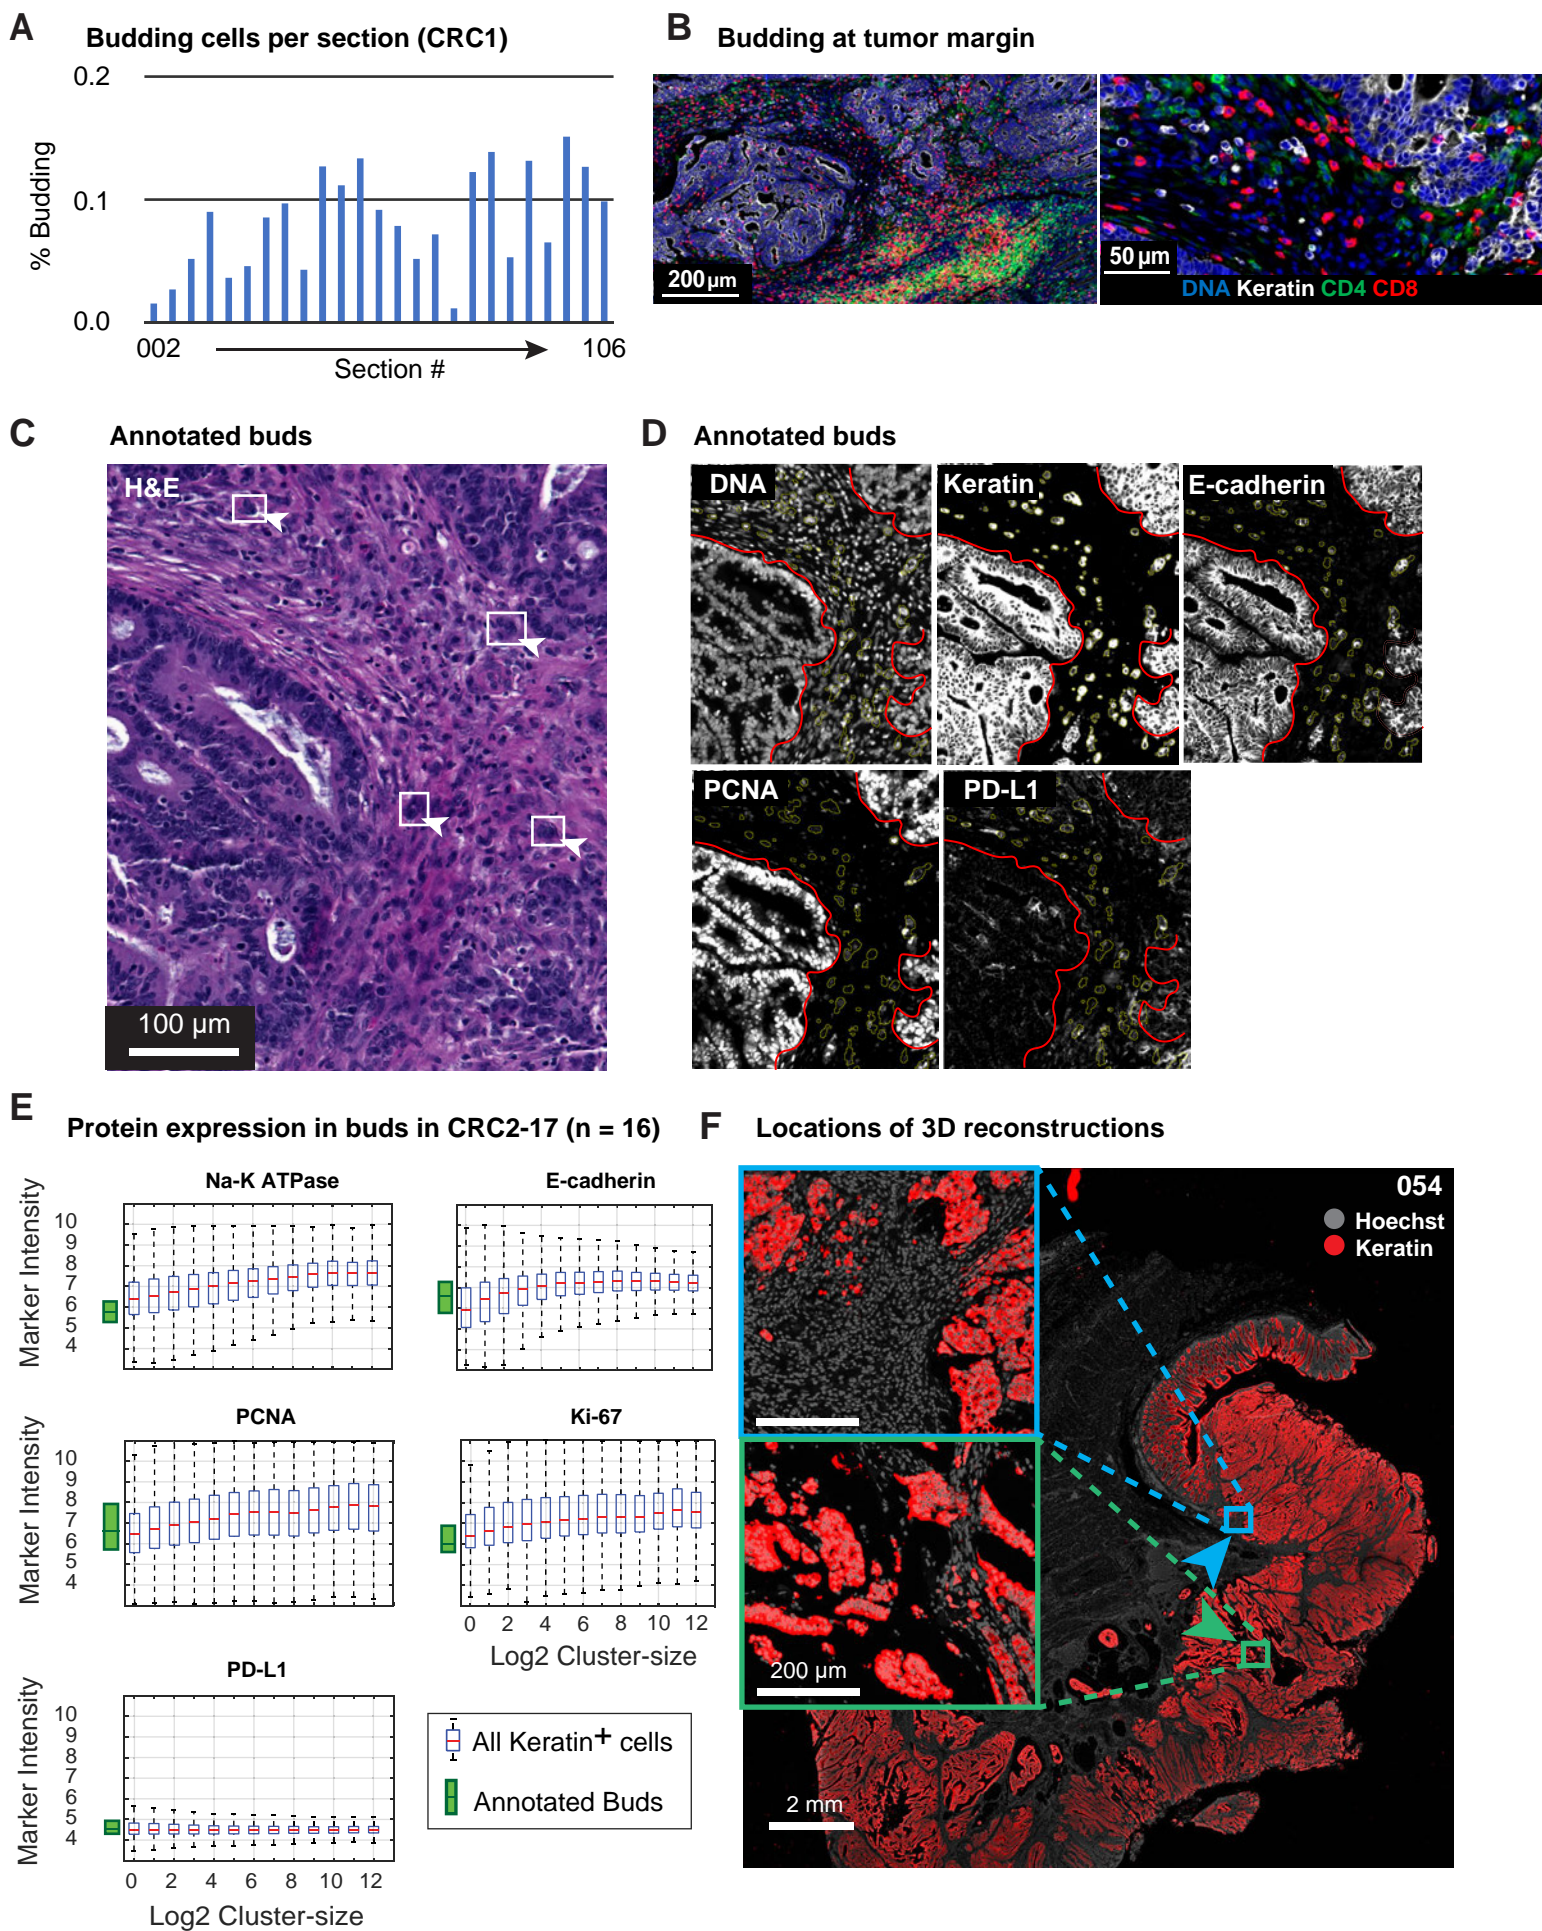 A
Budding cells per section (CRC1)
0.2
0.1
0.0
% Budding
002
106
Section #
B
Budding at tumor margin
200 µm
50 µm
DNA Keratin CD4 CD8
C
Annotated buds
H&E
100 µm
D
Annotated buds
DNA
Keratin
E-cadherin
PCNA
PD-L1
E
Protein expression in buds in CRC2-17 (n = 16)
Na-K ATPase
Marker Intensity
10
9
8
7
6
5
4
E-cadherin
PCNA
Marker Intensity
10
9
8
7
6
5
4
Ki-67
0 2 4 6 8 10 12
Log2 Cluster-size
PD-L1
Marker Intensity
10
9
8
7
6
5
4
0 2 4 6 8 10 12
Log2 Cluster-size
All Keratin+ cells
Annotated Buds
F
Locations of 3D reconstructions
054
Hoechst
Keratin
200 µm
2 mm